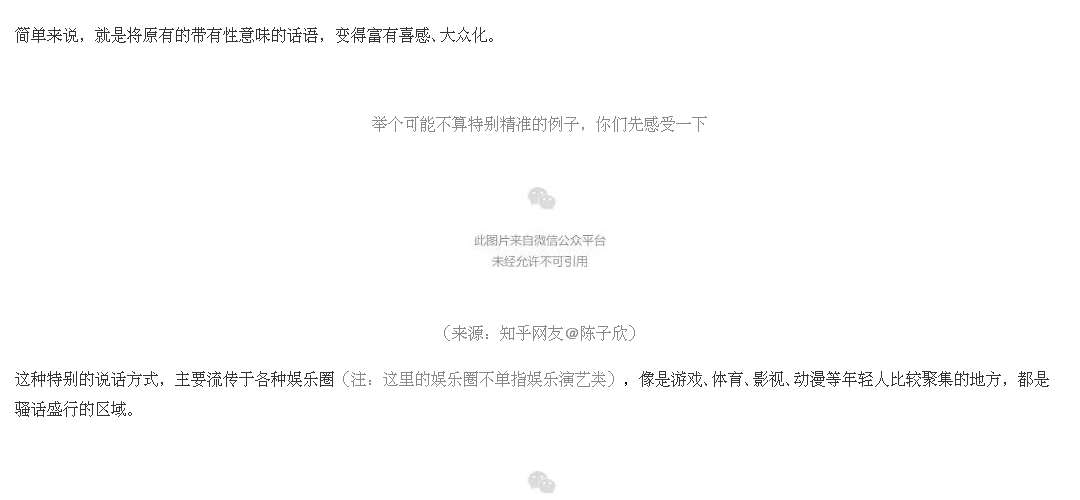 简单来说，就是将原有的带有性意味的话语，变得富有喜感、大众化。
举个可能不算特别精准的例子，你们先感受一下
此图片来自微信公众平台
未经允许不可引用
（来源：知乎网友@陈子欣）
这种特别的说话方式，主要流传于各种娱乐圈（注：这里的娱乐圈不单指娱乐演艺类），像是游戏、体育、影视、动漫等年轻人比较聚集的地方，都是
骚话盛行的区域。